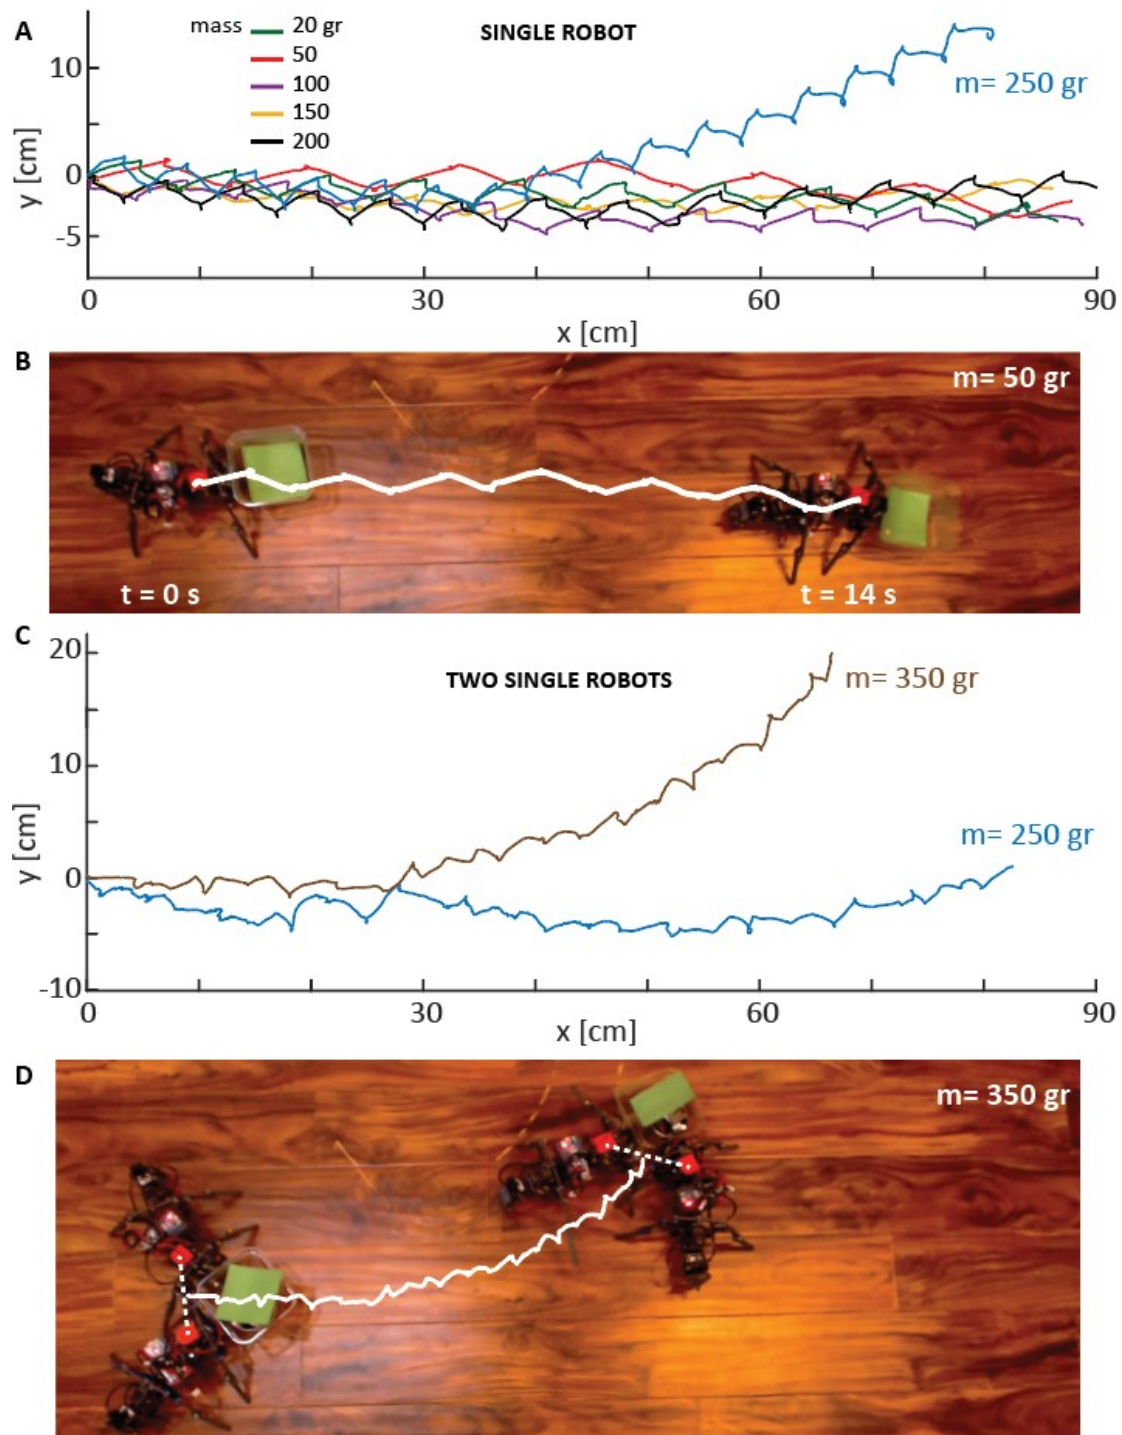 A
mass
20 gr
50
100
150
200
SINGLE ROBOT
m= 250 gr
y [cm]
10
0
-5
0
30
60
90
x [cm]
B
m= 50 gr
t = 0 s
t = 14 s
C
TWO SINGLE ROBOTS
m= 350 gr
m= 250 gr
y [cm]
20
10
0
-10
0
30
60
90
x [cm]
D
m= 350 gr